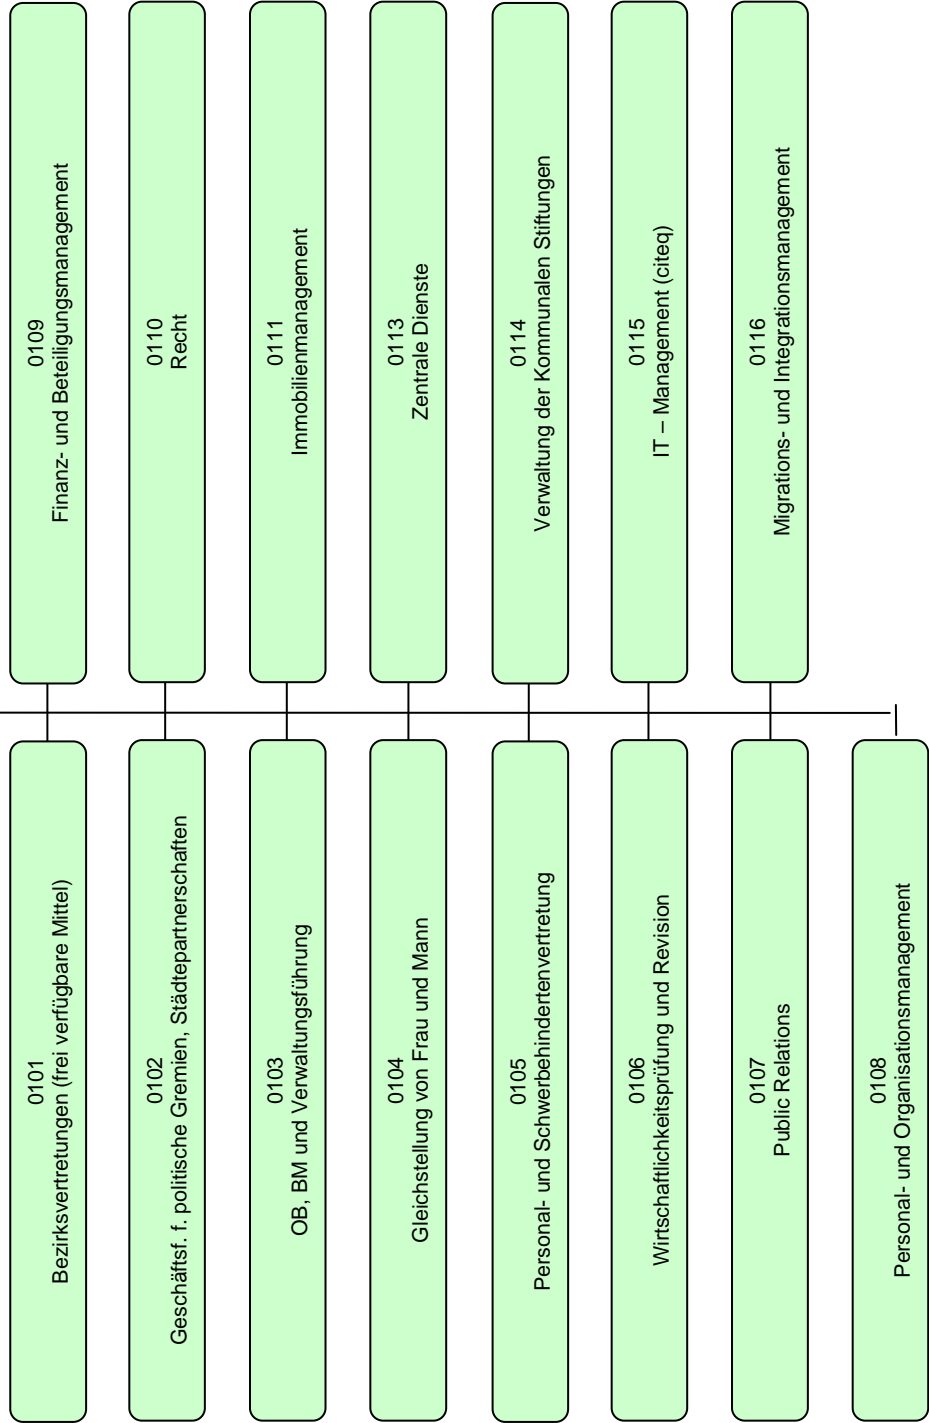 0101
Bezirksvertretungen (frei verfügbare Mittel)
0102
Geschäftsf. f. politische Gremien, Städtepartnerschaften
0103
OB, BM und Verwaltungsführung
0104
Gleichstellung von Frau und Mann
0105
Personal- und Schwerbehindertenvertretung
0106
Wirtschaftlichkeitsprüfung und Revision
0107
Public Relations
0108
Personal- und Organisationsmanagement
0109
Finanz- und Beteiligungsmanagement
0110
Recht
0111
Immobilienmanagement
0113
Zentrale Dienste
0114
Verwaltung der Kommunalen Stiftungen
0115
IT – Management (citeq)
0116
Migrations- und Integrationsmanagement